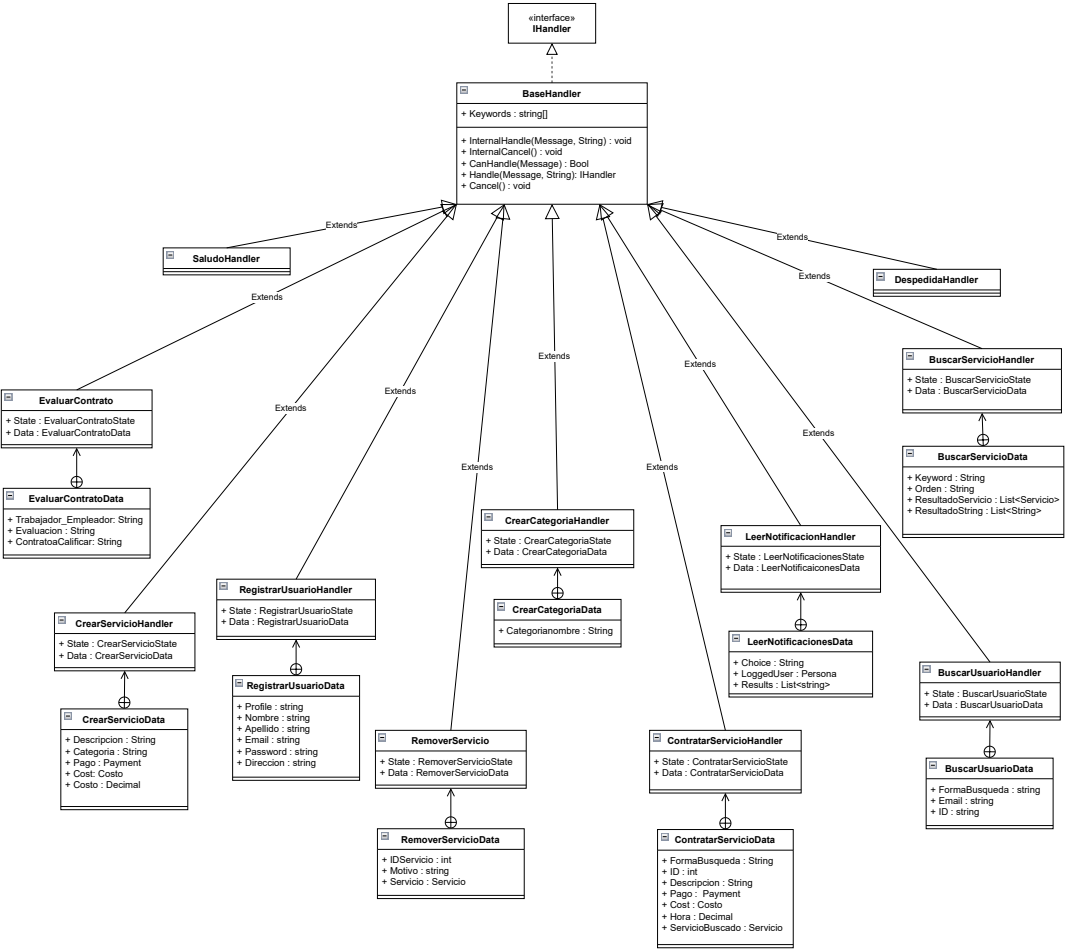 «interface»
IHandler
BaseHandler
+ Keywords : string[]
+ InternalHandle(Message, String) : void
+ InternalCancel() : void
+ CanHandle(Message) : Bool
+ Handle(Message, String): IHandler
+ Cancel() : void
Extends
SaludoHandler
Extends
DespedidaHandler
Extends
Extends
BuscarServicioHandler
+ State : BuscarServicioState
+ Data : BuscarServicioData
Extends
Extends
EvaluarContrato
+ State : EvaluarContratoState
+ Data : EvaluarContratoData
Extends
Extends
Extends
BuscarServicioData
+ Keyword : String
+ Orden : String
+ ResultadoServicio : List<Servicio>
+ ResultadoString : List<String>
Extends
Extends
EvaluarContratoData
+ Trabajador_Empleador: String
+ Evaluacion : String
+ ContratoaCalificar: String
CrearCategoriaHandler
+ State : CrearCategoriaState
+ Data : CrearCategoriaData
LeerNotificacionHandler
+ State : LeerNotificacionesState
+ Data : LeerNotificaiconesData
RegistrarUsuarioHandler
+ State : RegistrarUsuarioState
+ Data : RegistrarUsuarioData
CrearCategoriaData
+ Categorianombre : String
CrearServicioHandler
+ State : CrearServicioState
+ Data : CrearServicioData
LeerNotificacionesData
+ Choice : String
+ LoggedUser : Persona
+ Results : List<string>
BuscarUsuarioHandler
+ State : BuscarUsuarioState
+ Data : BuscarUsuarioData
RegistrarUsuarioData
+ Profile : string
+ Nombre : string
+ Apellido : string
+ Email : string
+ Password : string
+ Direccion : string
CrearServicioData
+ Descripcion : String
+ Categoria : String
+ Pago : Payment
+ Cost: Costo
+ Costo : Decimal
RemoverServicio
+ State : RemoverServicioState
+ Data : RemoverServicioData
ContratarServicioHandler
+ State : ContratarServicioState
+ Data : ContratarServicioData
BuscarUsuarioData
+ FormaBusqueda : string
+ Email : string
+ ID : string
RemoverServicioData
+ IDServicio : int
+ Motivo : string
+ Servicio : Servicio
ContratarServicioData
+ FormaBusqueda : String
+ ID : int
+ Descripcion : String
+ Pago :  Payment
+ Cost : Costo
+ Hora : Decimal
+ ServicioBuscado : Servicio